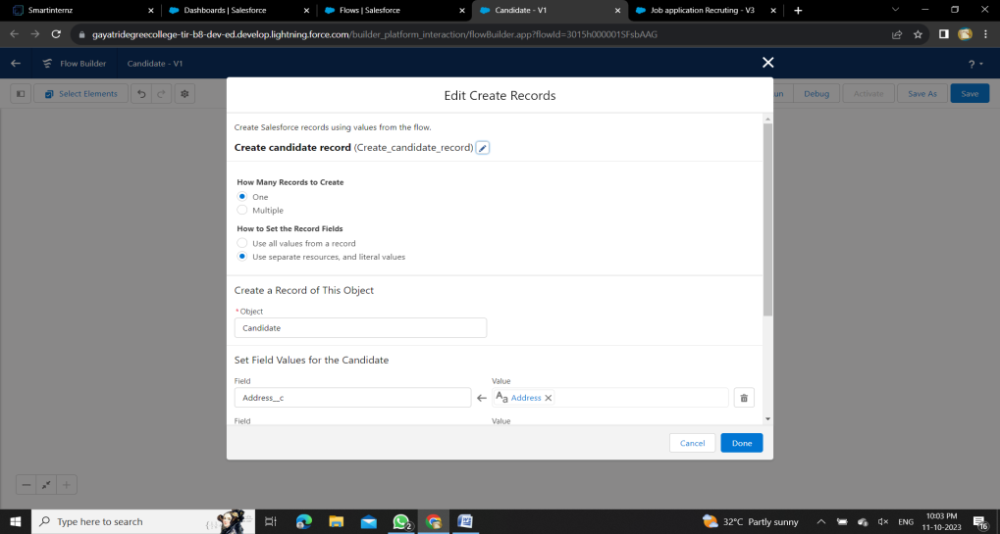 Smartinternz
Dashboards | Salesforce
Flows | Salesforce
Candidate - V1
Job application Recruting - V3
gayatridegreecollege-tir-b8-dev-ed.develop.lightning.force.com/builder_platform_interaction/flowBuilder.app?flowId=3015h000001SFsbAAG
Flow Builder
Candidate - V1
?
Select Elements
un
Debug
Activate
Save As
Save
Edit Create Records
Create Salesforce records using values from the flow.
Create candidate record (Create_candidate_record)
How Many Records to Create
One
Multiple
How to Set the Record Fields
Use all values from a record
Use separate resources, and literal values
Create a Record of This Object
* Object
Candidate
Set Field Values for the Candidate
Field Value
Address__c
Aa Address
Field Value
Cancel
Done
Type here to search
2
32°C Partly sunny
ENG
10:03 PM
11-10-2023
16